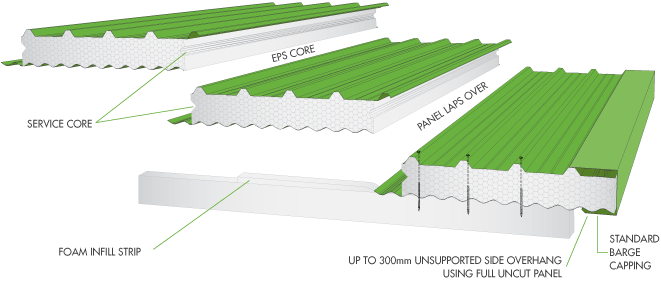 EPS CORE
SERVICE CORE
PANEL LAPS OVER
FOAM INFILL STRIP
UP TO 300mm UNSUPPORTED SIDE OVERHANG
USING FULL UNCUT PANEL
STANDARD
BARGE
CAPPING